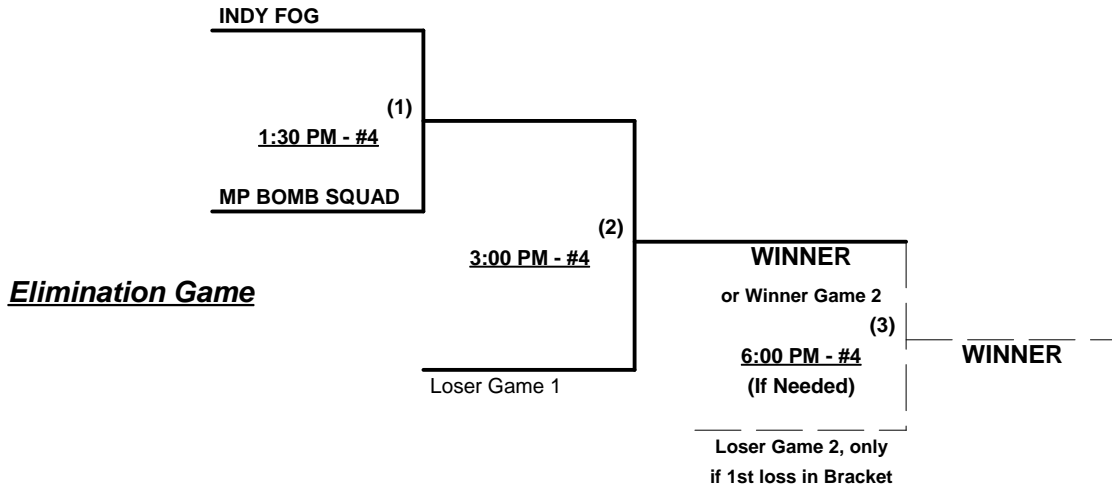 INDY FOG
(1)
1:30 PM - #4
MP BOMB SQUAD
(2)
3:00 PM - #4
WINNER
Elimination Game
or Winner Game 2
(3)
6:00 PM - #4
WINNER
(If Needed)
Loser Game 1
Loser Game 2, only
if 1st loss in Bracket